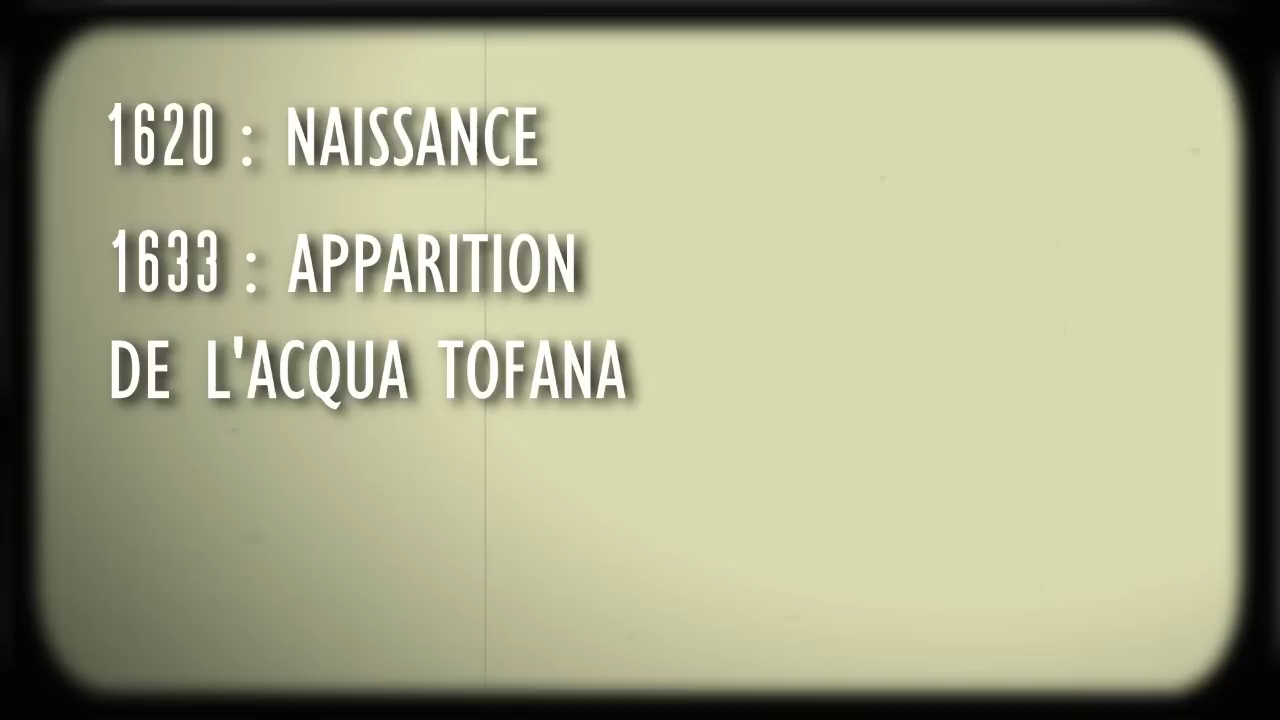 1620 : NAISSANCE
1633 : APPARITION
DE L'ACQUA TOFANA